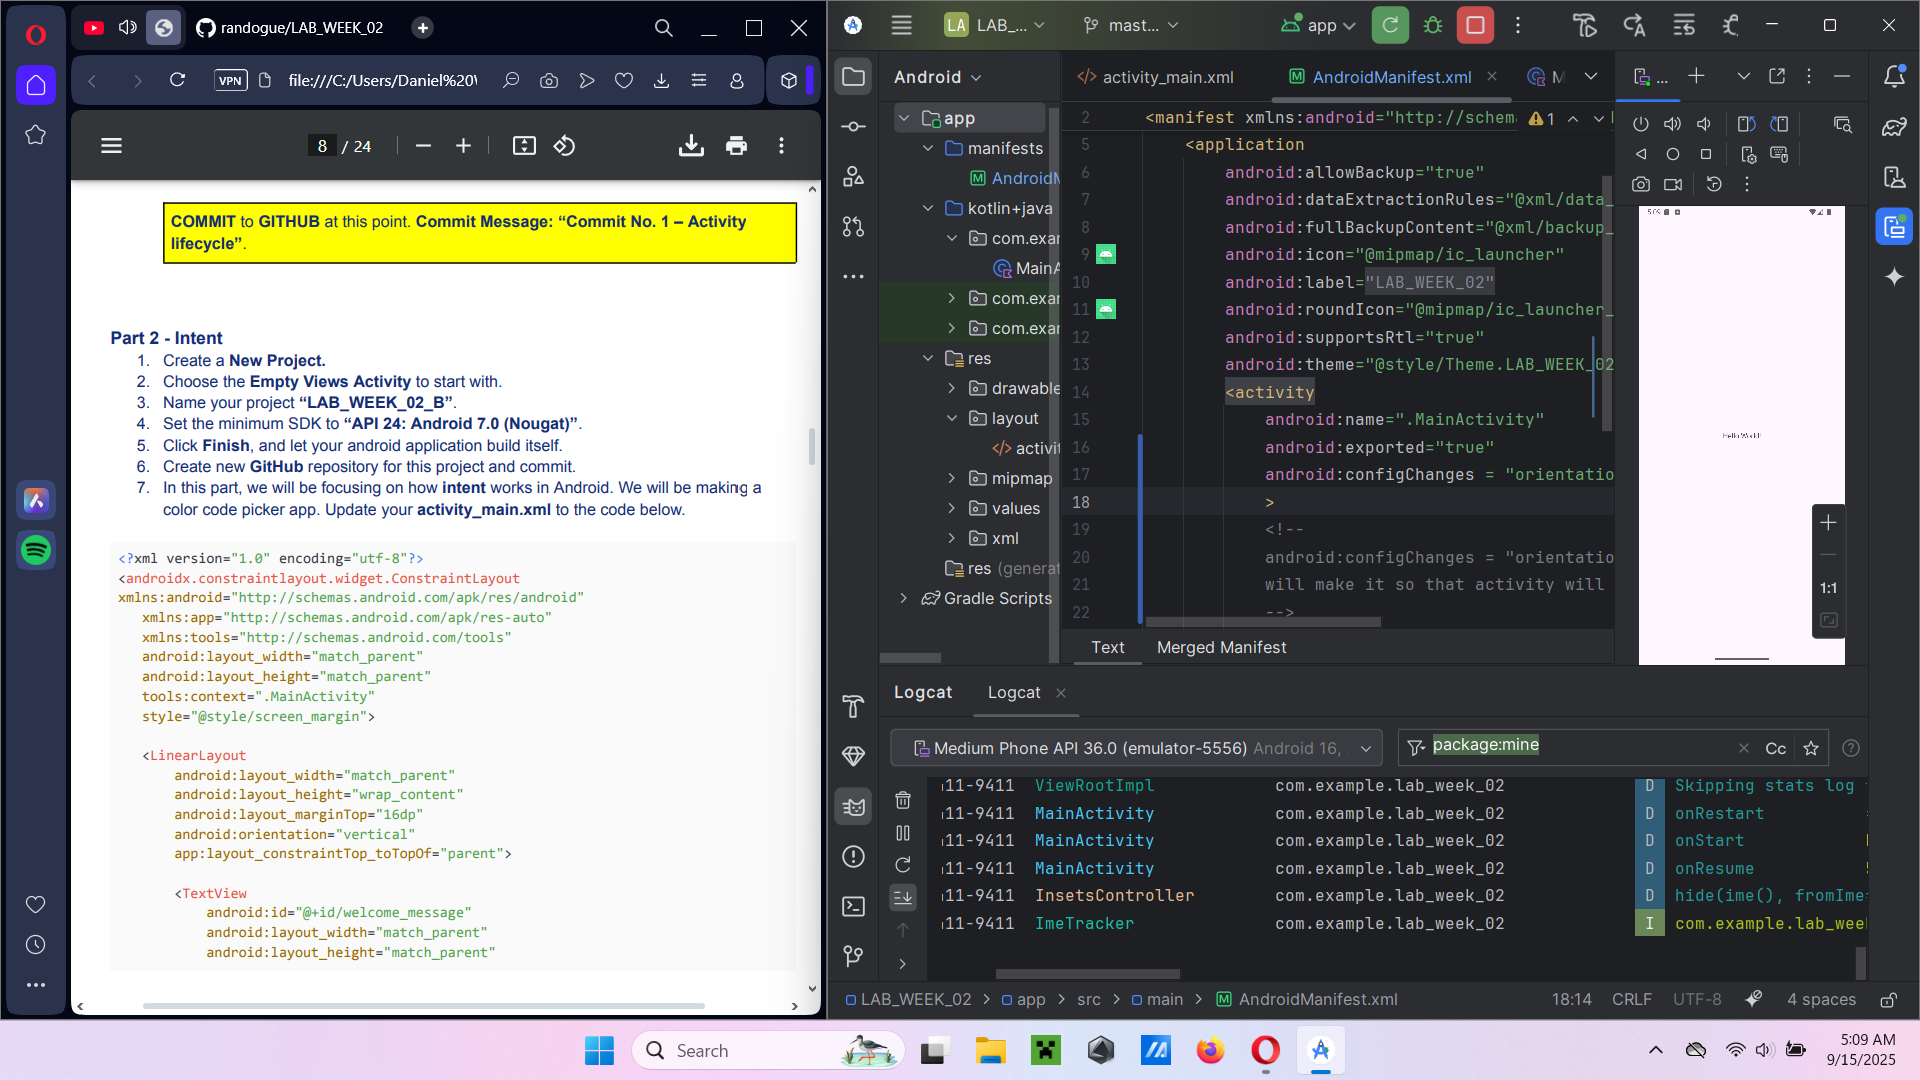 randogue/LAB_WEEK_02
VPN
file:///C:/Users/Daniel%20
8 / 24
COMMIT to GITHUB at this point. Commit Message: “Commit No. 1 – Activity
lifecycle”.
Part 2 - Intent
1. Create a New Project.
2. Choose the Empty Views Activity to start with.
3. Name your project “LAB_WEEK_02_B”.
4. Set the minimum SDK to “API 24: Android 7.0 (Nougat)”.
5. Click Finish, and let your android application build itself.
6. Create new GitHub repository for this project and commit.
7. In this part, we will be focusing on how intent works in Android. We will be making a
color code picker app. Update your activity_main.xml to the code below.
<?xml version="1.0" encoding="utf-8"?>
<androidx.constraintlayout.widget.ConstraintLayout
xmlns:android="http://schemas.android.com/apk/res/android"
xmlns:app="http://schemas.android.com/apk/res-auto"
xmlns:tools="http://schemas.android.com/tools"
android:layout_width="match_parent"
android:layout_height="match_parent"
tools:context=".MainActivity"
style="@style/screen_margin">
<LinearLayout
android:layout_width="match_parent"
android:layout_height="wrap_content"
android:layout_marginTop="16dp"
android:orientation="vertical"
app:layout_constraintTop_toTopOf="parent">
<TextView
android:id="@+id/welcome_message"
android:layout_width="match_parent"
android:layout_height="match_parent"
LA LAB_... mast... app
Android
app
manifests
AndroidM
kotlin+java
com.exar
MainA
com.exar
com.exar
res
drawable
layout
activit
mipmap
values
xml
res (generat
Gradle Scripts
activity_main.xml AndroidManifest.xml M
2 <manifest xmlns:android="http://schem 1
5 <application
6 android:allowBackup="true"
7 android:dataExtractionRules="@xml/data_
8 android:fullBackupContent="@xml/backup_
9 android:icon="@mipmap/ic_launcher"
10 android:label="LAB_WEEK_02"
11 android:roundIcon="@mipmap/ic_launcher_
12 android:supportsRtl="true"
13 android:theme="@style/Theme.LAB_WEEK_02
14 <activity
15 android:name=".MainActivity"
16 android:exported="true"
17 android:configChanges = "orientatio
18 >
19 <!--
20 android:configChanges = "orientatio
21 will make it so that activity will
22 -->
Text Merged Manifest
...
5:09
Hello World!
1:1
Logcat Logcat
Medium Phone API 36.0 (emulator-5556) Android 16,
package:mine
Cc
11-9411 ViewRootImpl com.example.lab_week_02 D Skipping stats log
11-9411 MainActivity com.example.lab_week_02 D onRestart
11-9411 MainActivity com.example.lab_week_02 D onStart
11-9411 MainActivity com.example.lab_week_02 D onResume
11-9411 InsetsController com.example.lab_week_02 D hide(ime(), fromIme
11-9411 ImeTracker com.example.lab_week_02 I com.example.lab_wee
LAB_WEEK_02 > app > src > main > AndroidManifest.xml
18:14 CRLF UTF-8 4 spaces
Search
5:09 AM
9/15/2025